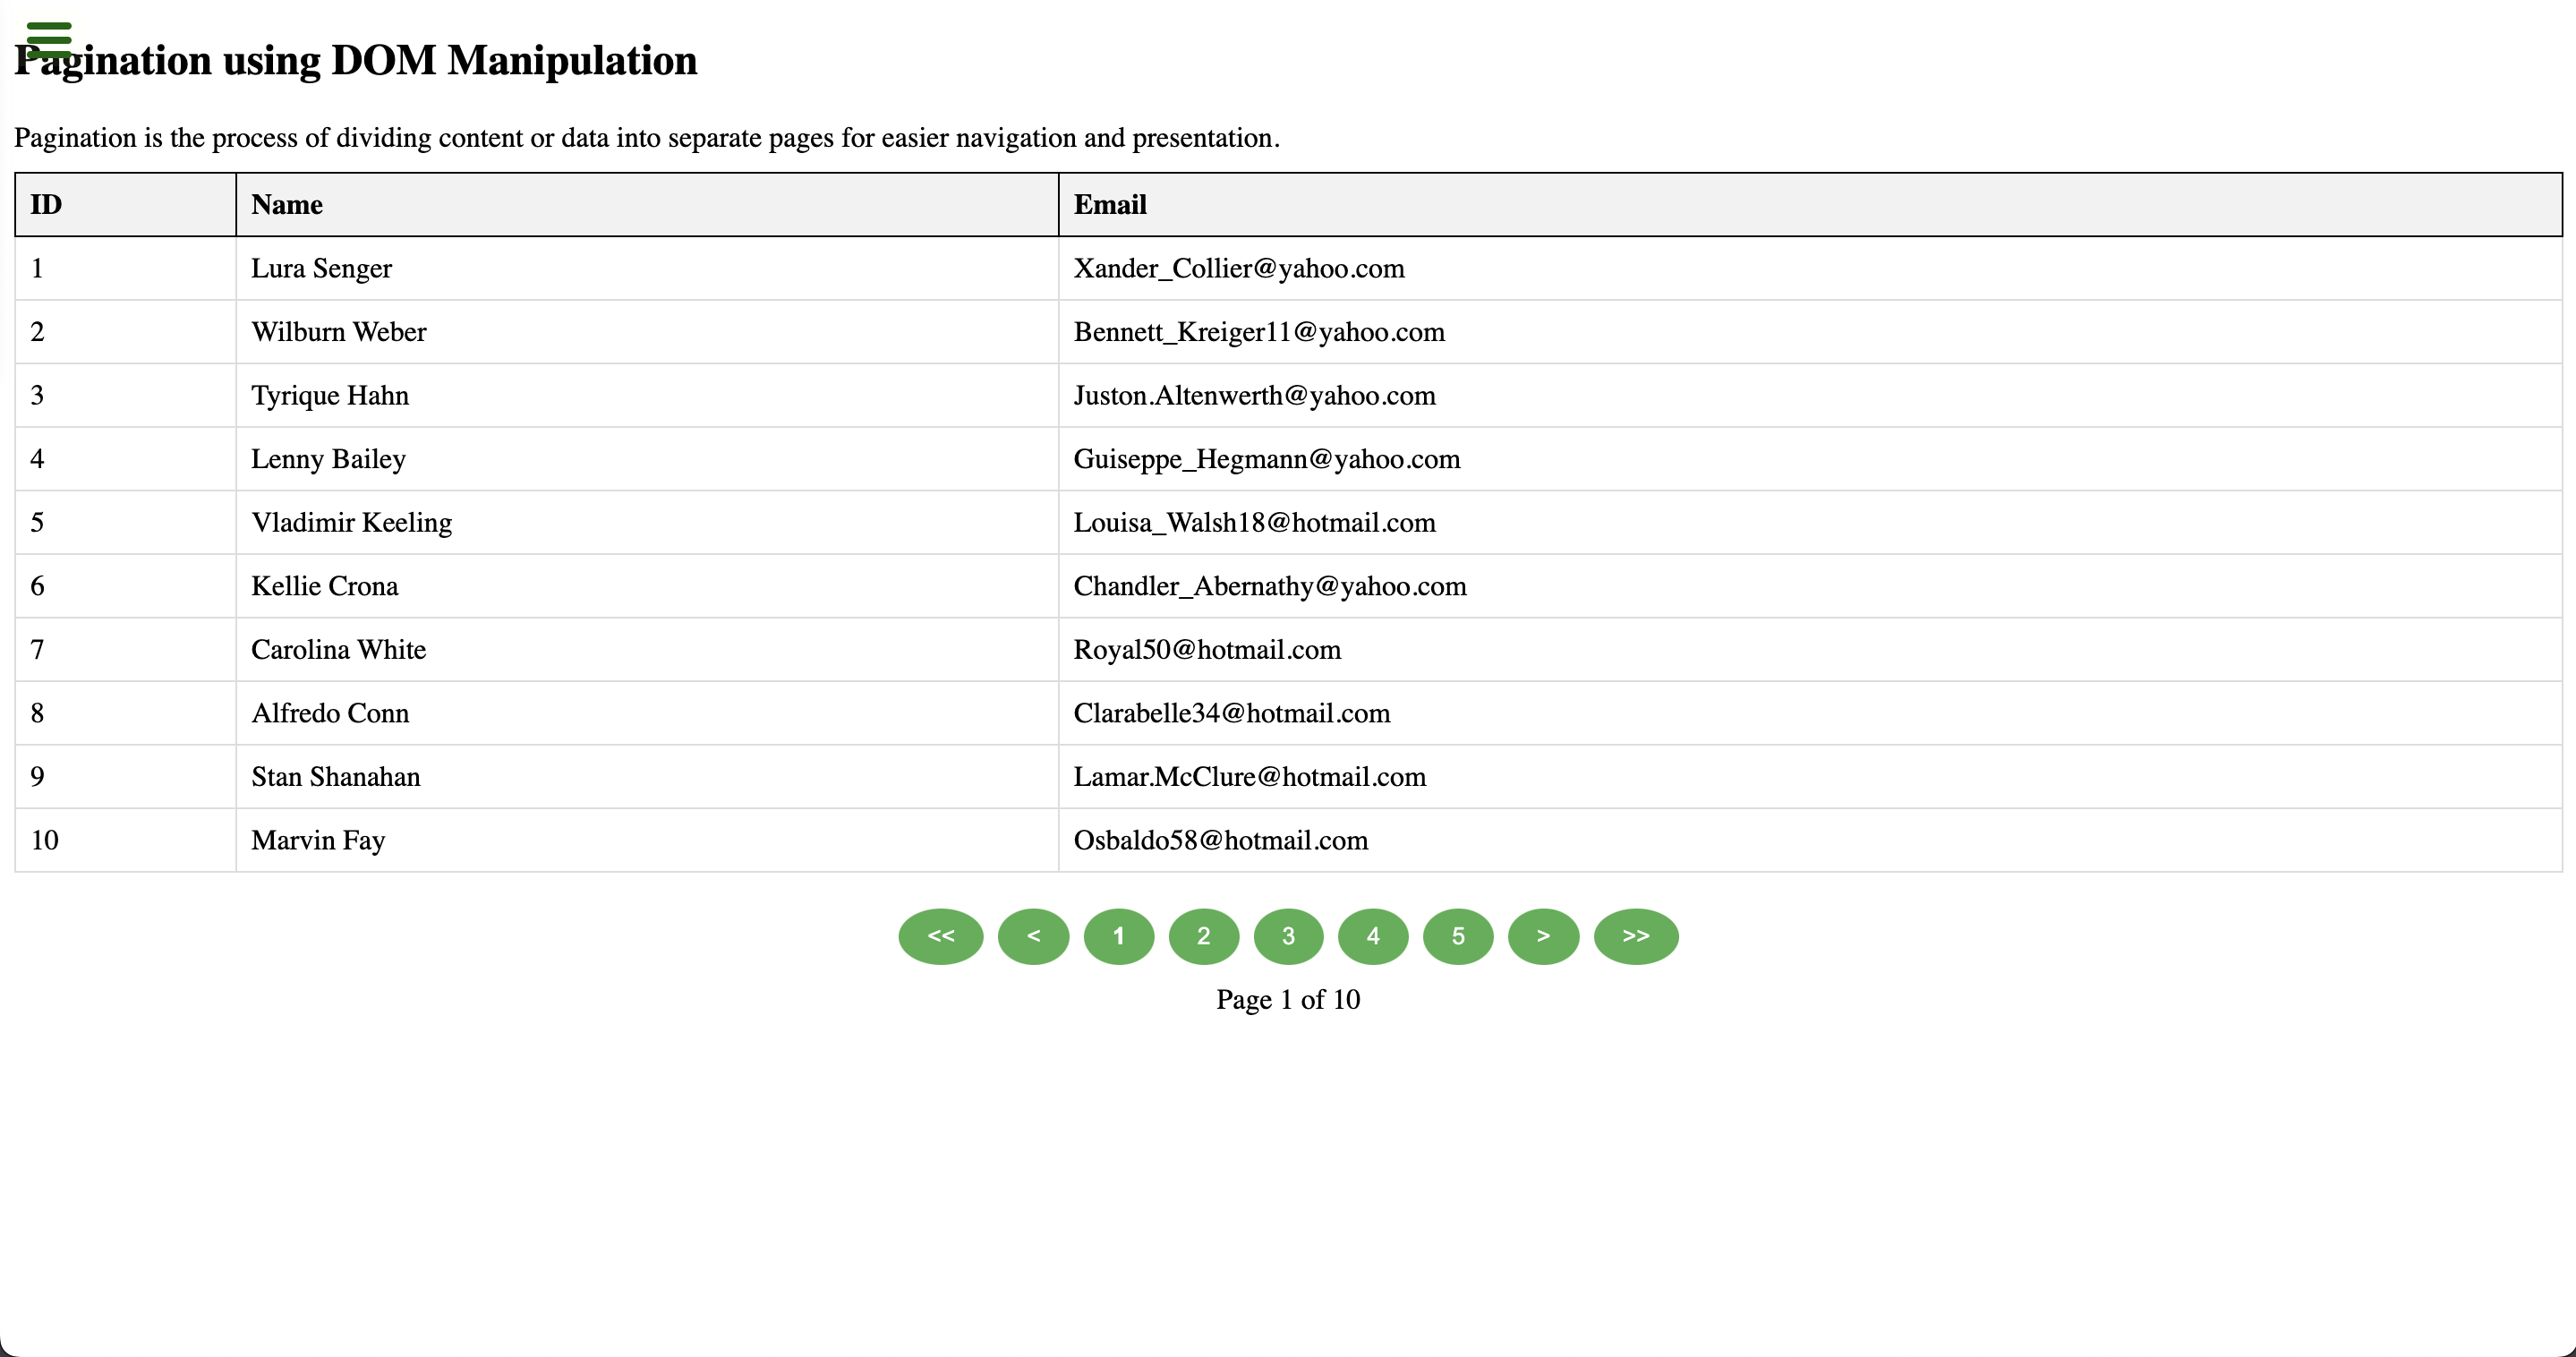 Pagination using DOM Manipulation
Pagination is the process of dividing content or data into separate pages for easier navigation and presentation.
ID Name Email
1 Lura Senger Xander_Collier@yahoo.com
2 Wilburn Weber Bennett_Kreiger11@yahoo.com
3 Tyrique Hahn Juston.Altenwerth@yahoo.com
4 Lenny Bailey Guiseppe_Hegmann@yahoo.com
5 Vladimir Keeling Louisa_Walsh18@hotmail.com
6 Kellie Crona Chandler_Abernathy@yahoo.com
7 Carolina White Royal50@hotmail.com
8 Alfredo Conn Clarabelle34@hotmail.com
9 Stan Shanahan Lamar.McClure@hotmail.com
10 Marvin Fay Osbaldo58@hotmail.com
<< < 1 2 3 4 5 > >>
Page 1 of 10